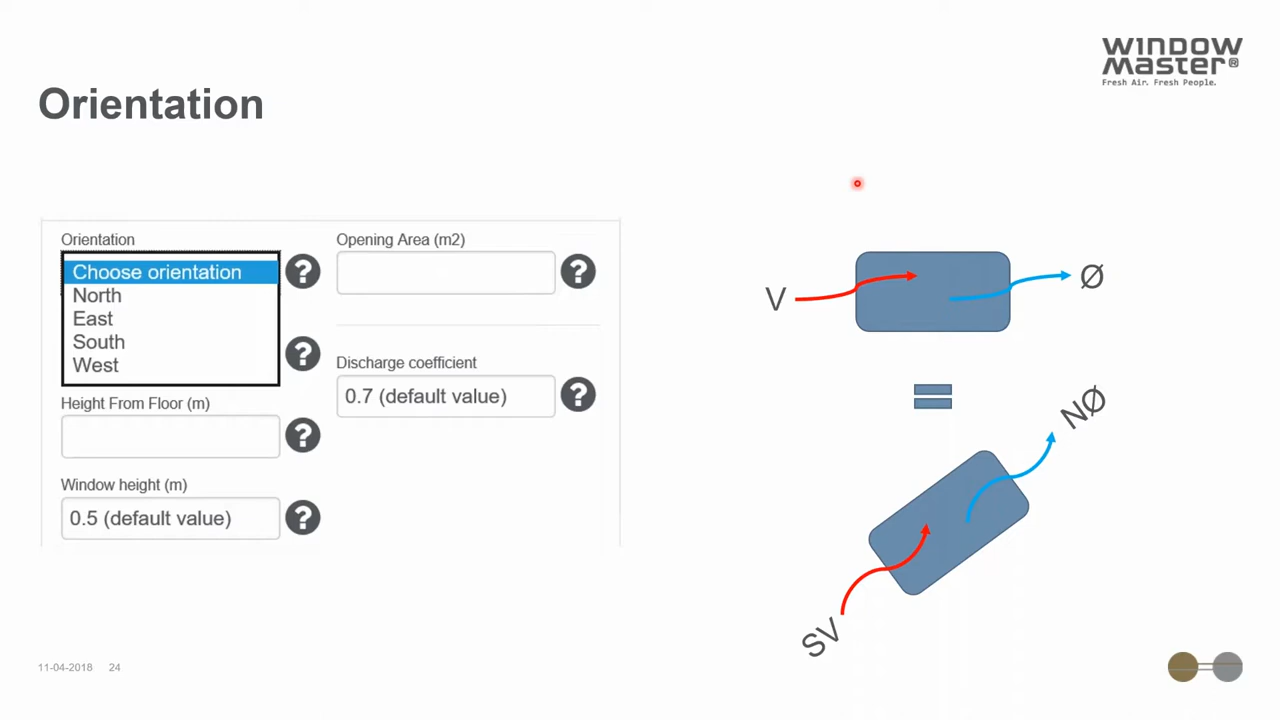 WINDOW
Master®
Fresh Air. Fresh People.
Orientation
Orientation
Choose orientation
North
East
South
West
?
?
Height From Floor (m)
?
Window height (m)
0.5 (default value)
?
Opening Area (m2)
?
Discharge coefficient
0.7 (default value)
?
V
Ø
NØ
SV
11-04-2018 24